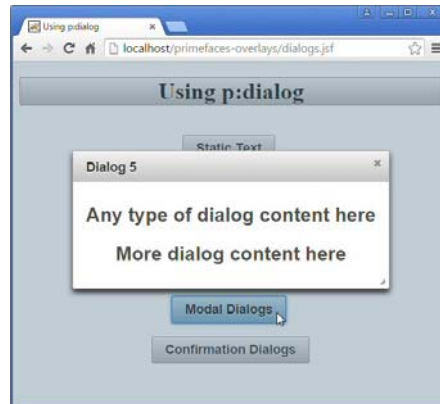 Using p:dialog
localhost/primefaces-overlays/dialogs.jsf
Using p:dialog
Static Text
Dialog 5
Any type of dialog content here
More dialog content here
Modal Dialogs
Confirmation Dialogs